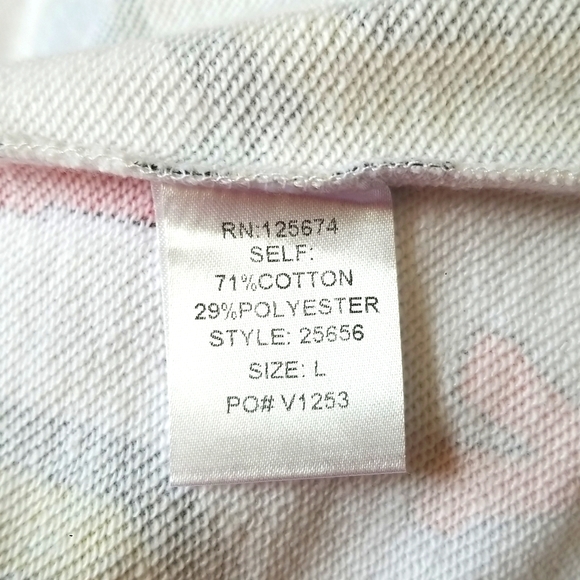 RN:125674
SELF:
71%COTTON
29%POLYESTER
STYLE: 25656
SIZE: L
PO# V1253